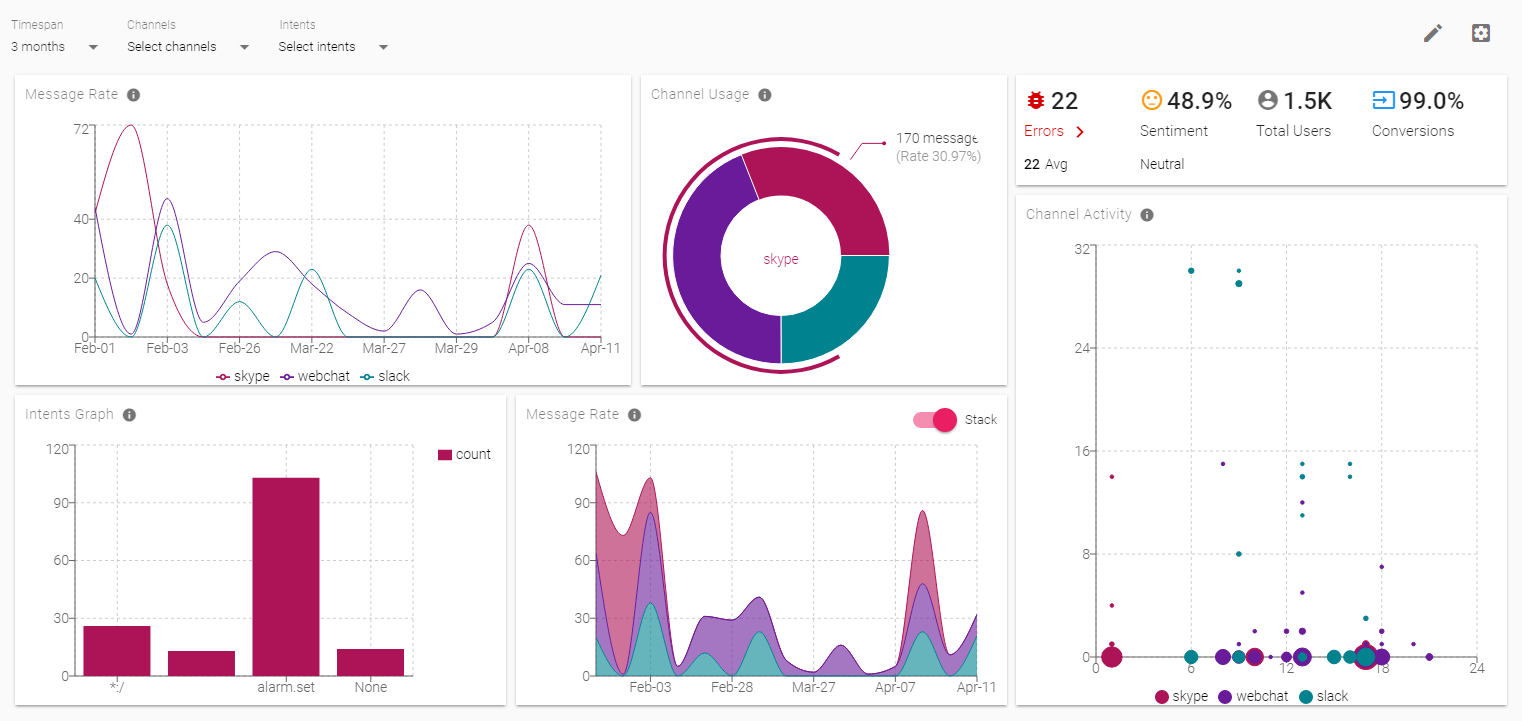 Timespan
3 months
Channels
Select channels
Intents
Select intents
Message Rate
72
40
20
0
Feb-01 Feb-03 Feb-26 Mar-22 Mar-27 Mar-29 Apr-08 Apr-11
skype webchat slack
Channel Usage
170 message
(Rate 30.97%)
skype
22
Errors
22 Avg
48.9%
Sentiment
Neutral
1.5K
Total Users
99.0%
Conversions
Channel Activity
32
24
16
8
0
0 6 12 18 24
skype webchat slack
Intents Graph
120
90
60
30
0
*:/ alarm.set None
count
Message Rate
Stack
120
90
60
30
0
Feb-03 Feb-28 Mar-27 Apr-07 Apr-11